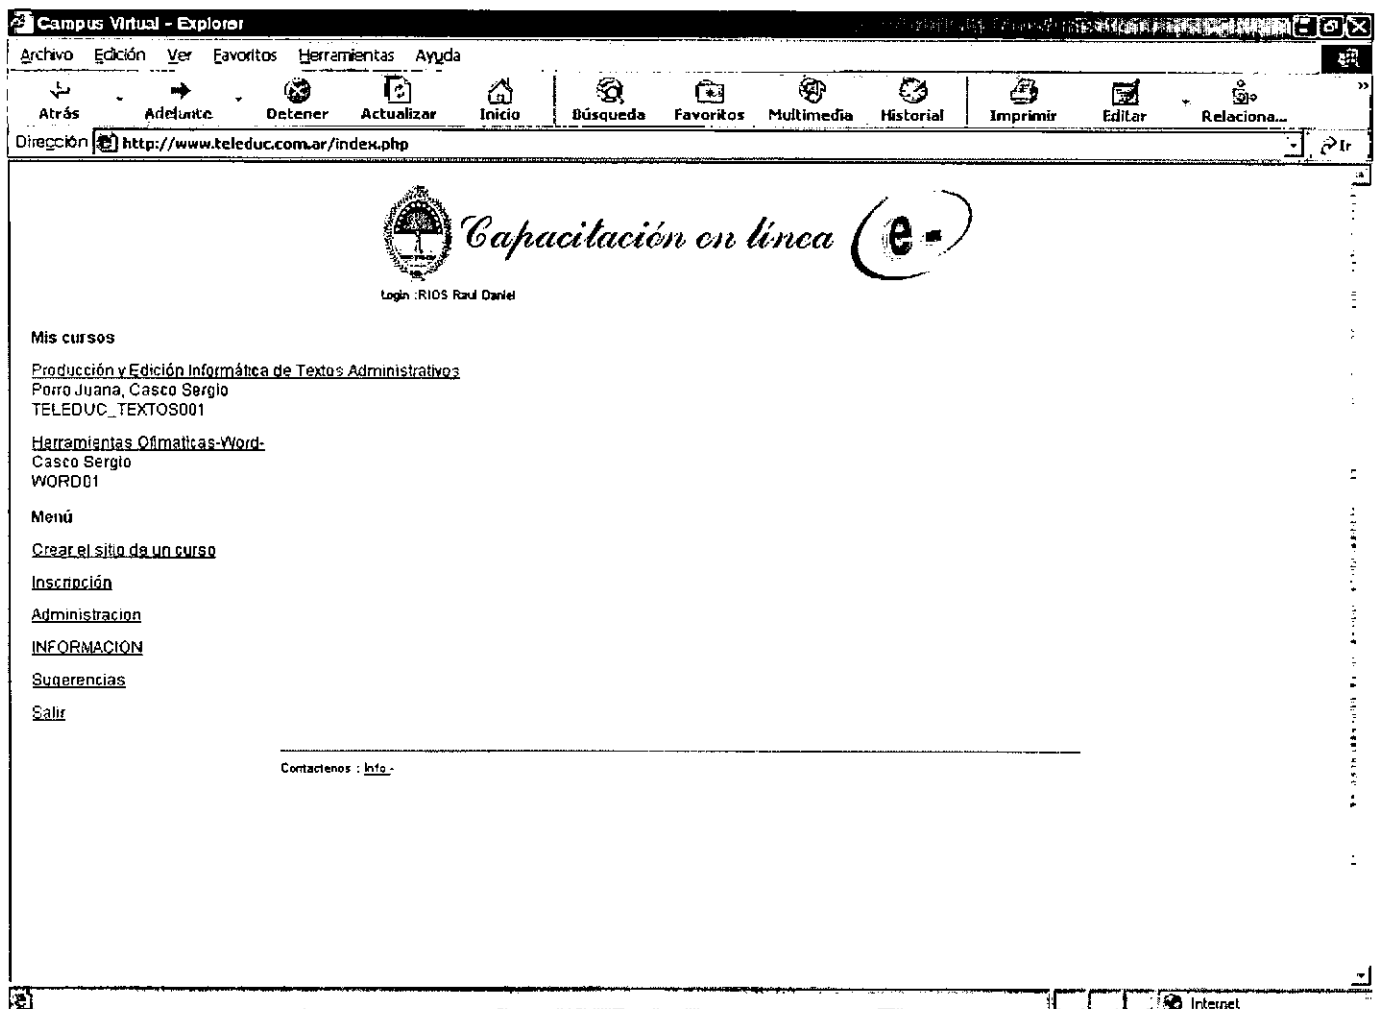 Campus Virtual - Explorer
Archivo Edición Ver Favoritos Herramientas Ayuda
Atrás Adelante Detener Actualizar Inicio Búsqueda Favoritos Multimedia Historial Imprimir Editar Relaciona...
Dirección http://www.teleduc.com.ar/index.php Ir
Capacitación en línea e-
Login :RIOS Raul Daniel
Mis cursos
Producción y Edición Informática de Textos Administrativos
Porro Juana, Casco Sergio
TELEDUC_TEXTOS001
Herramientas Ofimaticas-Word-
Casco Sergio
WORD01
Menú
Crear el sitio de un curso
Inscripción
Administracion
INFORMACION
Sugerencias
Salir
Contactenos : Info -
Internet